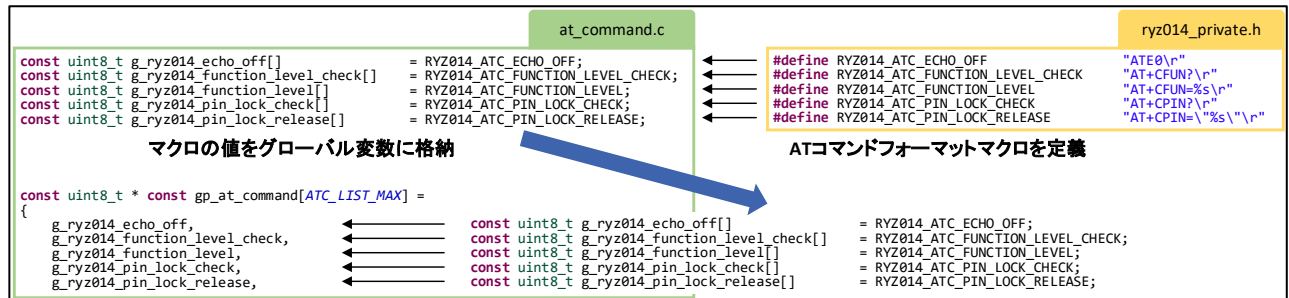 at_command.c
const uint8_t g_ryz014_echo_off[] = RYZ014_ATC_ECHO_OFF;
const uint8_t g_ryz014_function_level_check[] = RYZ014_ATC_FUNCTION_LEVEL_CHECK;
const uint8_t g_ryz014_function_level[] = RYZ014_ATC_FUNCTION_LEVEL;
const uint8_t g_ryz014_pin_lock_check[] = RYZ014_ATC_PIN_LOCK_CHECK;
const uint8_t g_ryz014_pin_lock_release[] = RYZ014_ATC_PIN_LOCK_RELEASE;
マクロの値をグローバル変数に格納
ryz014_private.h
#define RYZ014_ATC_ECHO_OFF "ATE0\r"
#define RYZ014_ATC_FUNCTION_LEVEL_CHECK "AT+CFUN?\r"
#define RYZ014_ATC_FUNCTION_LEVEL "AT+CFUN=%s\r"
#define RYZ014_ATC_PIN_LOCK_CHECK "AT+CPIN?\r"
#define RYZ014_ATC_PIN_LOCK_RELEASE "AT+CPIN=\"%s\"\r"
ATコマンドフォーマットマクロを定義
const uint8_t * const gp_at_command[ATC_LIST_MAX] =
{
g_ryz014_echo_off,
g_ryz014_function_level_check,
g_ryz014_function_level,
g_ryz014_pin_lock_check,
g_ryz014_pin_lock_release,
const uint8_t g_ryz014_echo_off[] = RYZ014_ATC_ECHO_OFF;
const uint8_t g_ryz014_function_level_check[] = RYZ014_ATC_FUNCTION_LEVEL_CHECK;
const uint8_t g_ryz014_function_level[] = RYZ014_ATC_FUNCTION_LEVEL;
const uint8_t g_ryz014_pin_lock_check[] = RYZ014_ATC_PIN_LOCK_CHECK;
const uint8_t g_ryz014_pin_lock_release[] = RYZ014_ATC_PIN_LOCK_RELEASE;